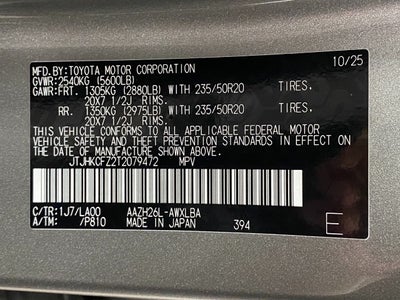 MFD.BY:TOYOTA MOTOR CORPORATION 10/25
GVWR:2540KG (5600LB)
GAWR:FRT. 1305KG (2880LB) WITH 235/50R20 TIRES,
20X7 1/2J RIMS.
RR. 1350KG (2975LB) WITH 235/50R20 TIRES,
20X7 1/2J RIMS.
THIS VEHICLE CONFORMS TO ALL APPLICABLE FEDERAL MOTOR
VEHICLE SAFETY AND THEFT PREVENTION STANDARDS IN EFFECT
ON THE DATE OF MANUFACTURE SHOWN ABOVE.
JTJHKCFZ2T2079472 MPV
C/TR:1J7/LA00 AAZH26L-AWXLBA
A/TM: /P810 MADE IN JAPAN 394 E